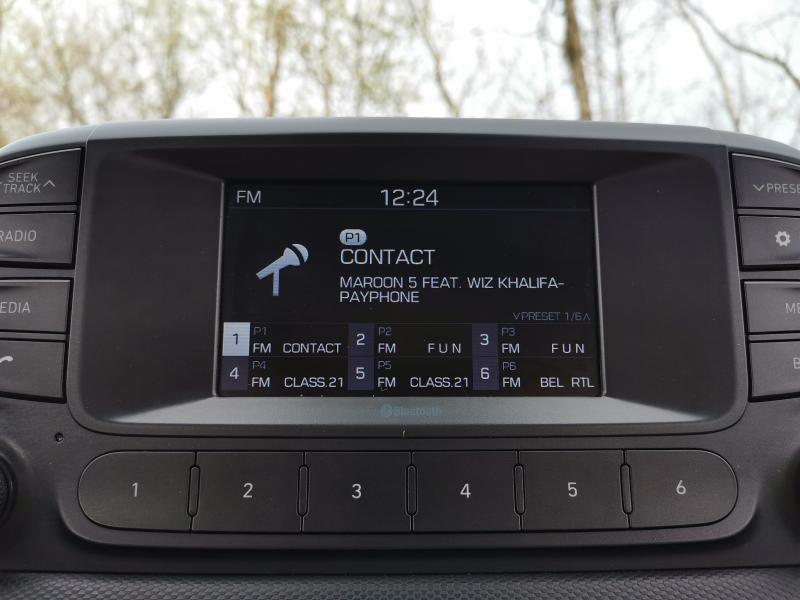 FM 12:24
P1
CONTACT
MAROON 5 FEAT. WIZ KHALIFA-
PAYPHONE
∨PRESET 1/6∧
1 P1 FM CONTACT 2 P2 FM F U N 3 P3 FM F U N
4 P4 FM CLASS.21 5 P5 FM CLASS.21 6 P6 FM BEL RTL
Bluetooth
SEEK
TRACK
RADIO
EDIA
PRESE
ME
B
1 2 3 4 5 6